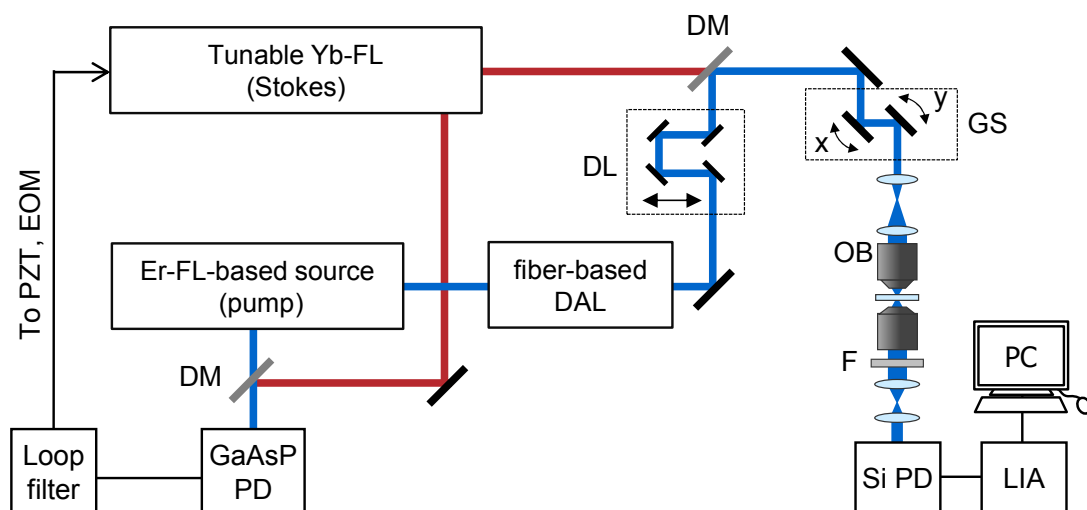 DM
Tunable Yb-FL
(Stokes)
y
x
GS
DL
To PZT, EOM
Er-FL-based source
(pump)
fiber-based
DAL
OB
DM
F
PC
Loop
filter
GaAsP
PD
Si PD
LIA